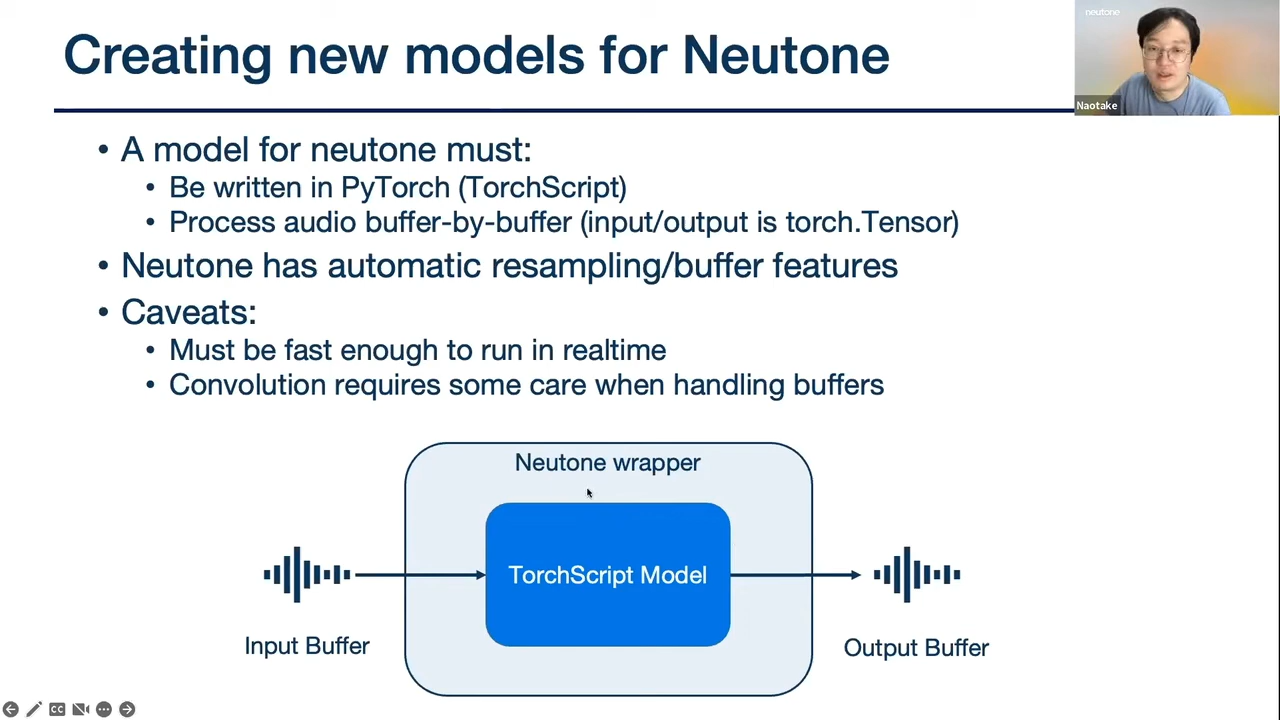 Creating new models for Neutone
neutone
Naotake
• A model for neutone must:
• Be written in PyTorch (TorchScript)
• Process audio buffer-by-buffer (input/output is torch.Tensor)
• Neutone has automatic resampling/buffer features
• Caveats:
• Must be fast enough to run in realtime
• Convolution requires some care when handling buffers
Neutone wrapper
TorchScript Model
Input Buffer
Output Buffer
CC